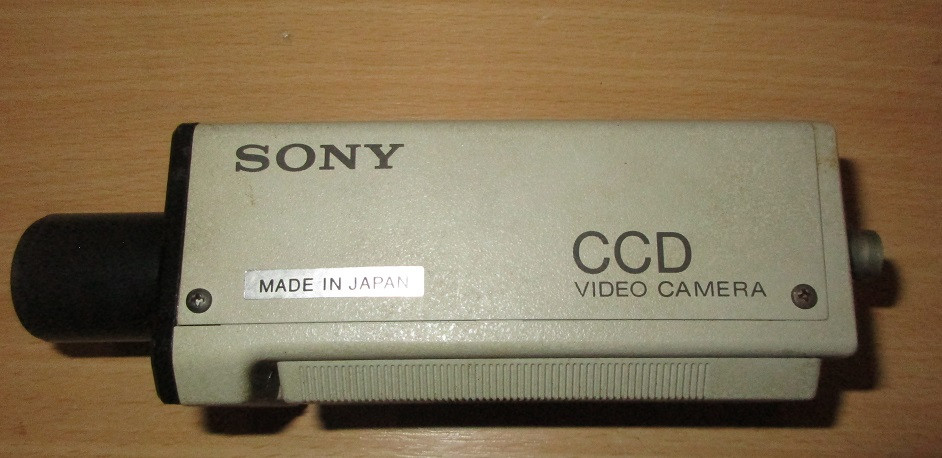 SONY
CCD
VIDEO CAMERA
MADE IN JAPAN